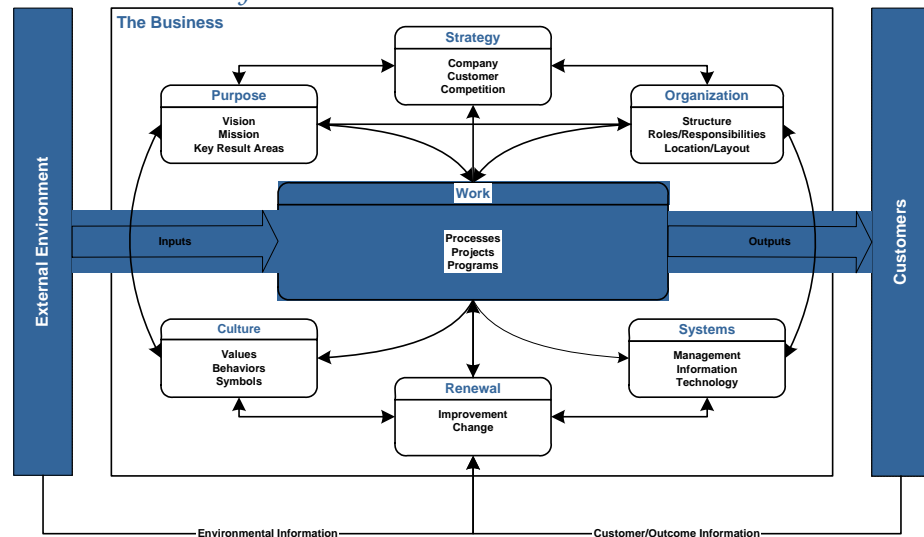 The Business
Strategy
Company
Customer
Competition
Purpose
Vision
Mission
Key Result Areas
Organization
Structure
Roles/Responsibilities
Location/Layout
External Environment
Inputs
Work
Processes
Projects
Programs
Outputs
Customers
Culture
Values
Behaviors
Symbols
Systems
Management
Information
Technology
Renewal
Improvement
Change
Environmental Information
Customer/Outcome Information